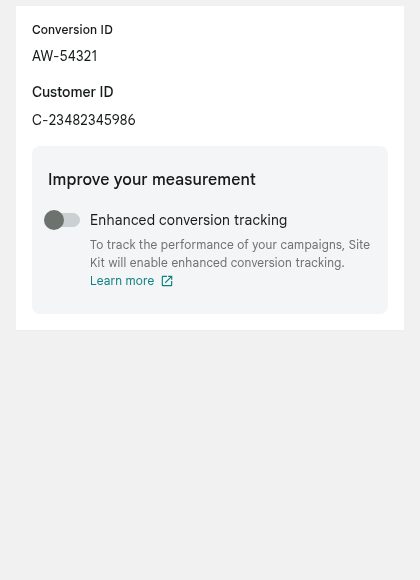 Conversion ID
AW-54321
Customer ID
C-23482345986
Improve your measurement
Enhanced conversion tracking
To track the performance of your campaigns, Site
Kit will enable enhanced conversion tracking.
Learn more